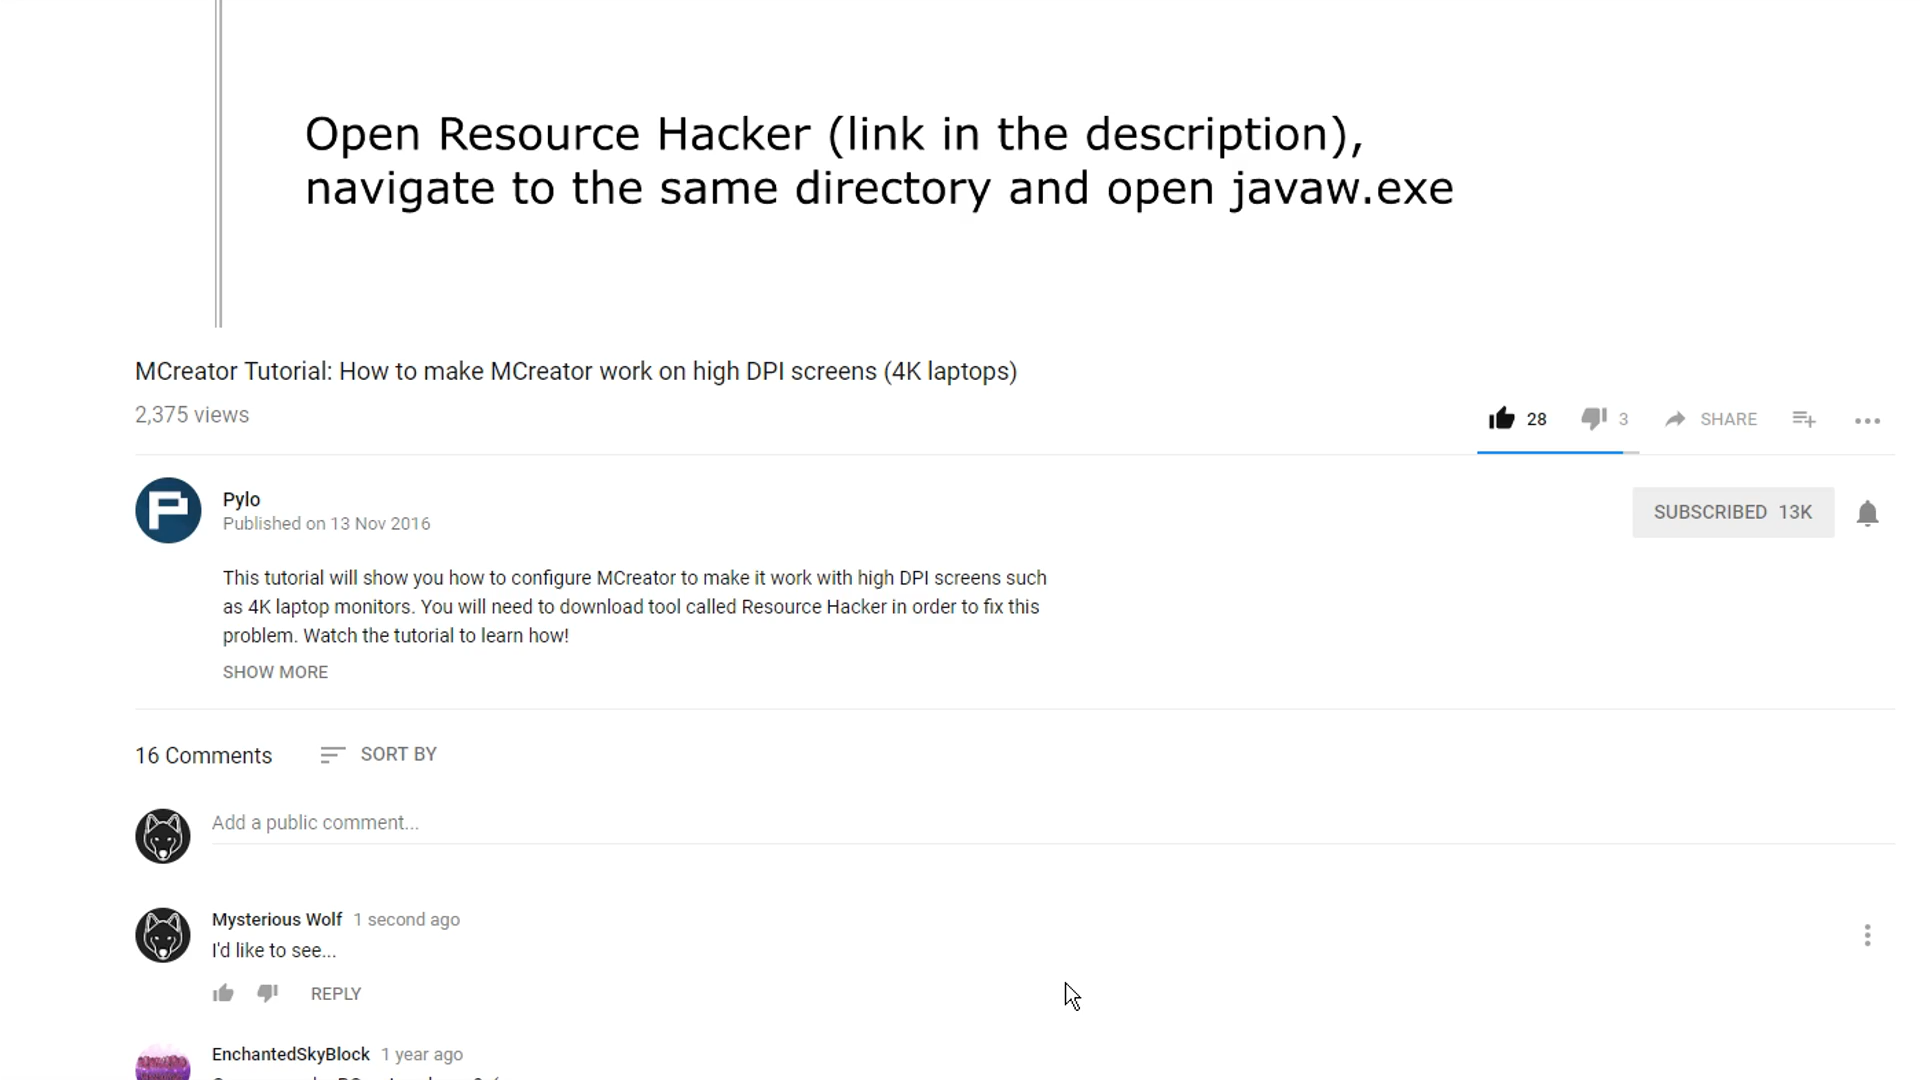 Open Resource Hacker (link in the description),
navigate to the same directory and open javaw.exe
MCreator Tutorial: How to make MCreator work on high DPI screens (4K laptops)
2,375 views
28 3 SHARE
Pylo
Published on 13 Nov 2016
SUBSCRIBED 13K
This tutorial will show you how to configure MCreator to make it work with high DPI screens such
as 4K laptop monitors. You will need to download tool called Resource Hacker in order to fix this
problem. Watch the tutorial to learn how!
SHOW MORE
16 Comments SORT BY
Add a public comment...
Mysterious Wolf 1 second ago
I'd like to see...
REPLY
EnchantedSkyBlock 1 year ago